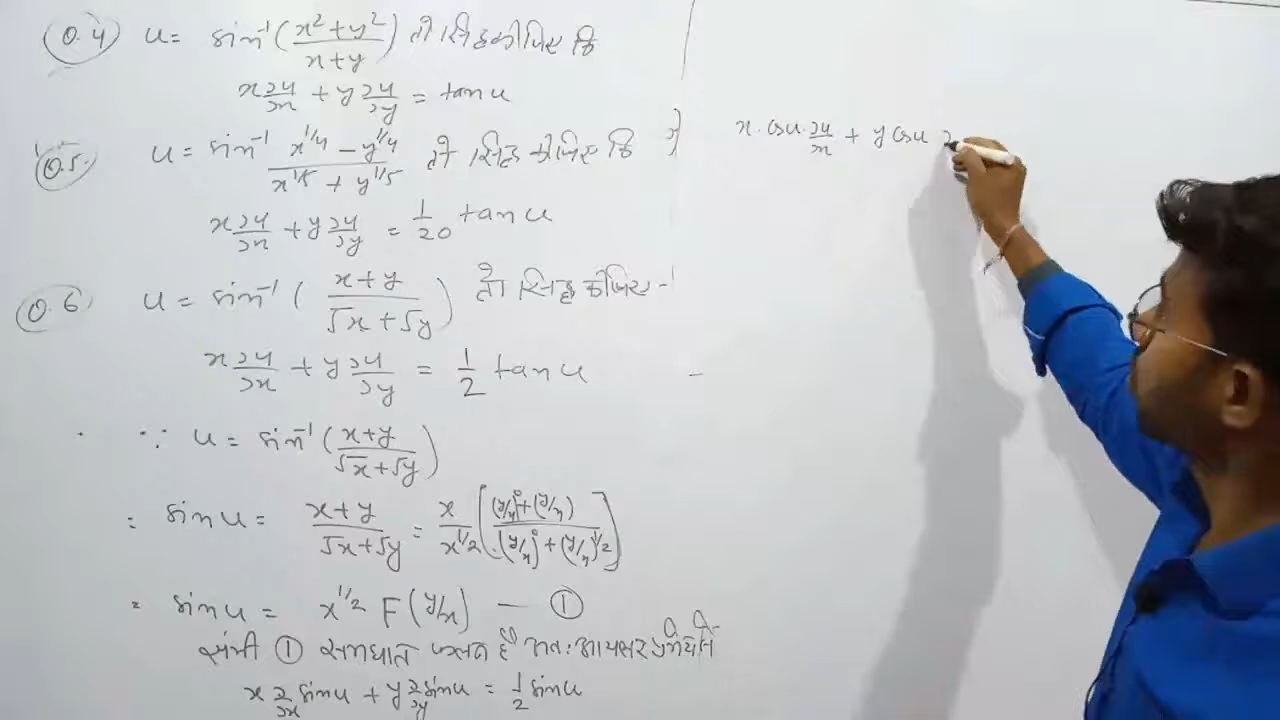 Q.4) u = sin⁻¹(x² + y² / x + y) तो सिद्ध कीजिए कि
x ∂u/∂x + y ∂u/∂y = tan u
Q.5. u = sin⁻¹ x^1/4 − y^1/4 / x^1/5 + y^1/5 तो सिद्ध कीजिए कि
x ∂u/∂x + y ∂u/∂y = 1/20 tan u
Q.6) u = sin⁻¹ ( x + y / √x + √y ) तो सिद्ध कीजिए -
x ∂u/∂x + y ∂u/∂y = 1/2 tan u
∵ u = sin⁻¹ ( x + y / √x + √y )
= sin u = x + y / √x + √y = x / x^1/2 [ (y/x)⁰ + (y/x) / (y/x)⁰ + (y/x)^1/2 ]
= sin u = x^1/2 F(y/x) — ①
समी ① समघात फलन है अतः आयलर प्रमेय से
x ∂/∂x sin u + y ∂/∂y sin u = 1/2 sin u
x · cos u · ∂u/∂x + y cos u